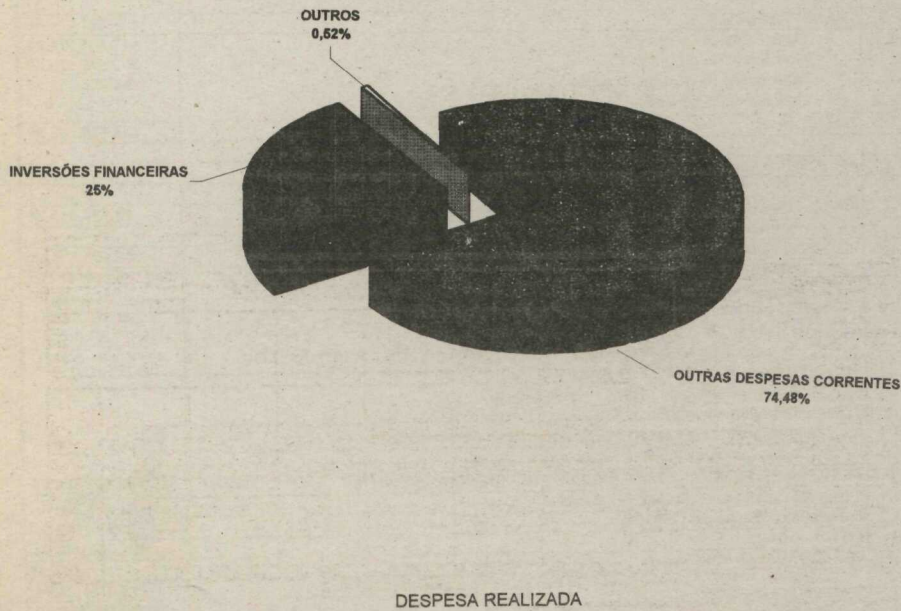 OUTROS
0,52%
INVERSÕES FINANCEIRAS
25%
OUTRAS DESPESAS CORRENTES
74,48%
DESPESA REALIZADA